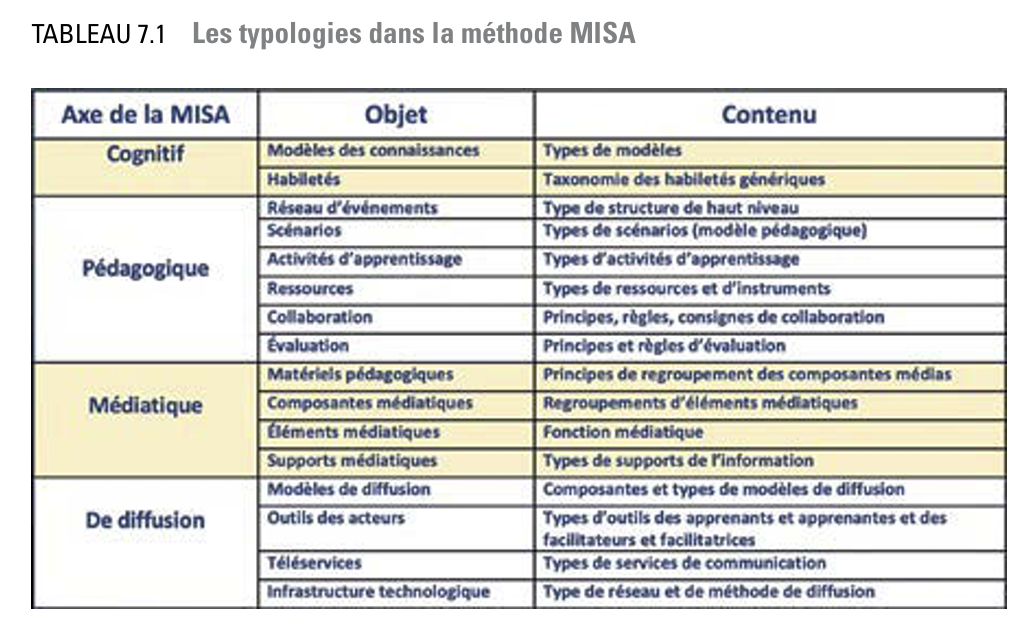 TABLEAU 7.1 Les typologies dans la méthode MISA
Axe de la MISA Objet Contenu
Cognitif Modèles des connaissances Types de modèles
Habiletés Taxonomie des habiletés génériques
Pédagogique Réseau d'événements Type de structure de haut niveau
Scénarios Types de scénarios (modèle pédagogique)
Activités d'apprentissage Types d'activités d'apprentissage
Ressources Types de ressources et d'instruments
Collaboration Principes, règles, consignes de collaboration
Évaluation Principes et règles d'évaluation
Médiatique Matériels pédagogiques Principes de regroupement des composantes médias
Composantes médiatiques Regroupements d'éléments médiatiques
Éléments médiatiques Fonction médiatique
Supports médiatiques Types de supports de l'information
De diffusion Modèles de diffusion Composantes et types de modèles de diffusion
Outils des acteurs Types d'outils des apprenants et apprenantes et des
facilitateurs et facilitatrices
Téléservices Types de services de communication
Infrastructure technologique Type de réseau et de méthode de diffusion